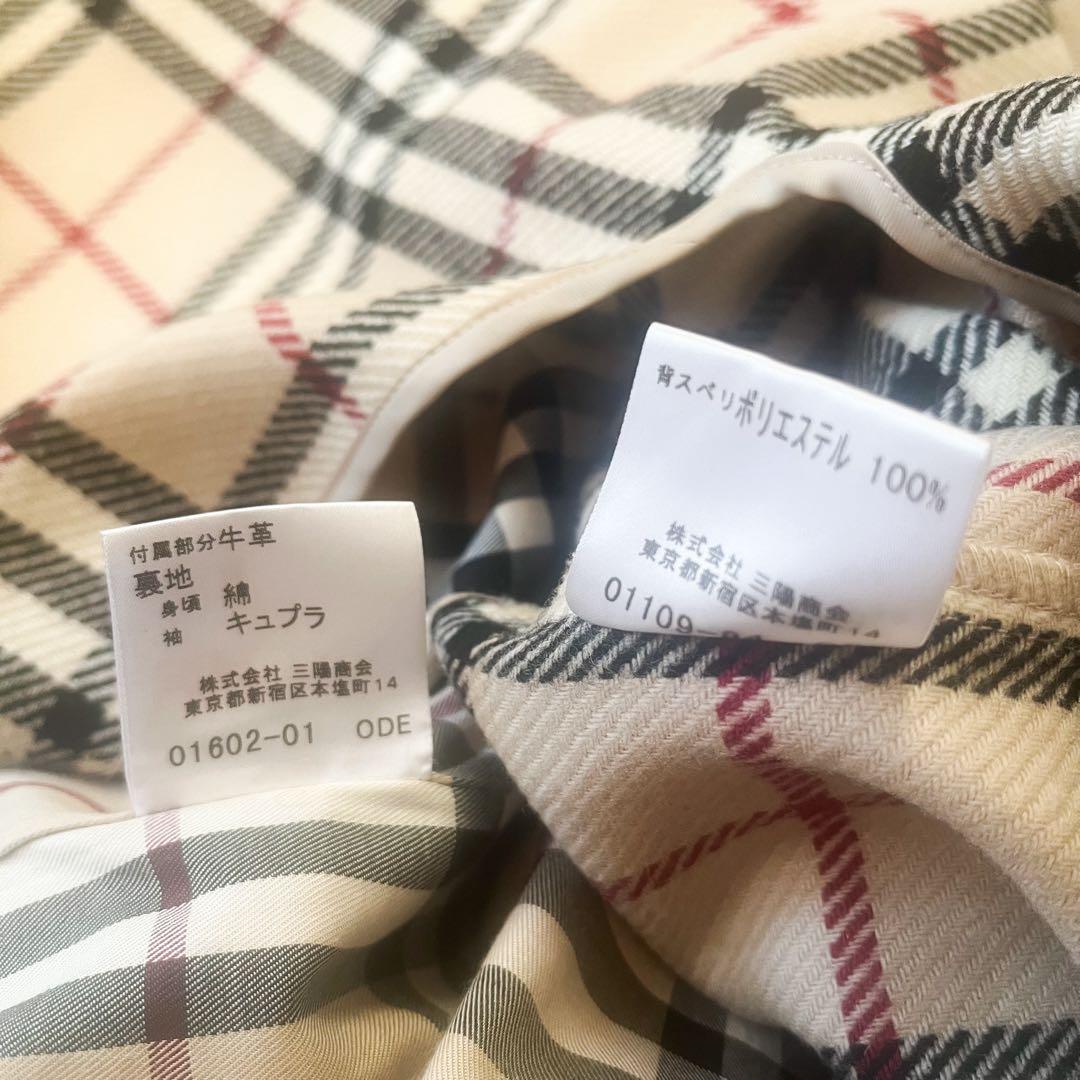 付属部分牛革
裏地
身頃 綿
袖 キュプラ
株式会社 三陽商会
東京都新宿区本塩町14
01602-01 ODE
背スベリポリエステル 100%
株式会社 三陽商会
東京都新宿区本塩町14
01109-